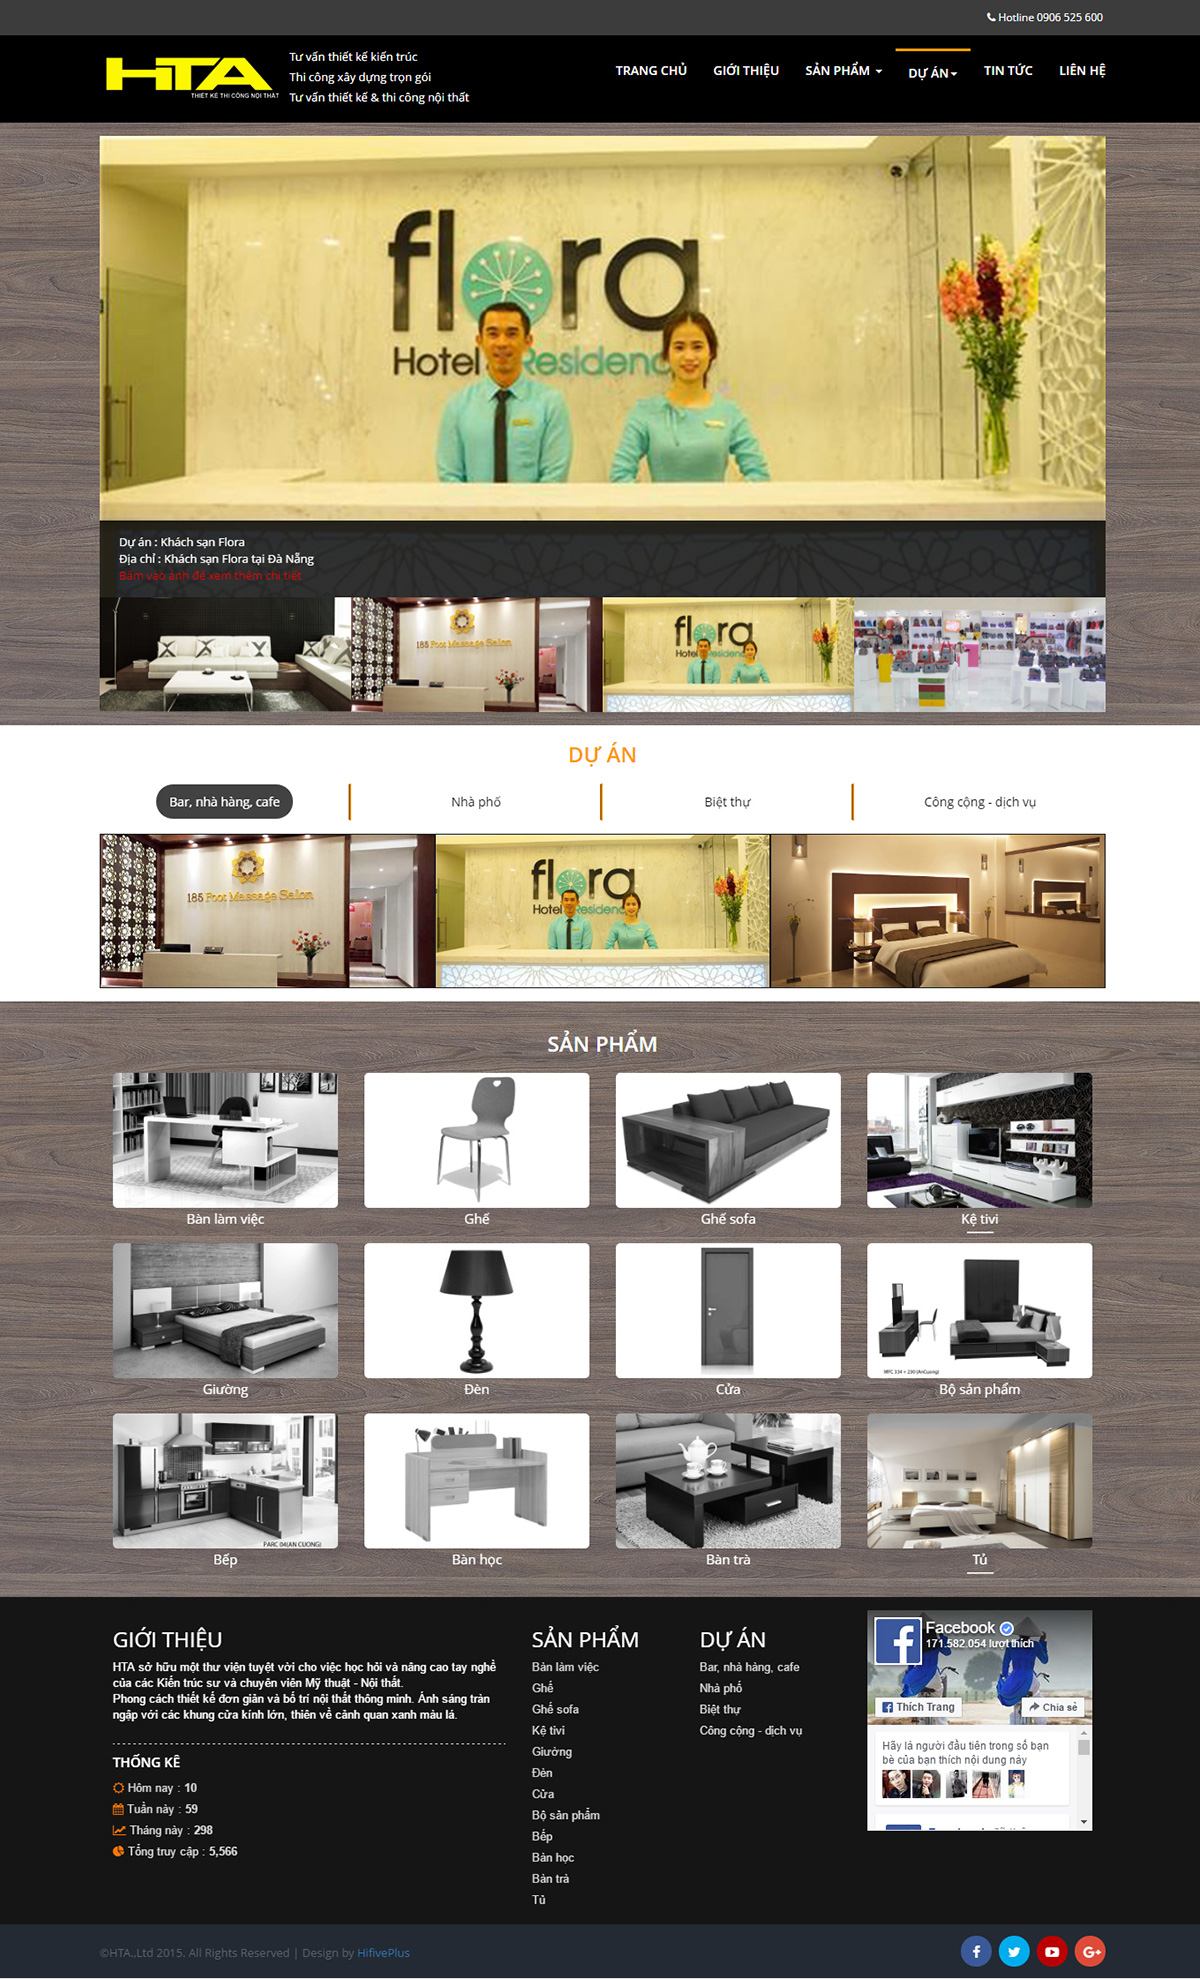 Hotline 0906 525 600
HTA
THIẾT KẾ THI CÔNG NỘI THẤT
Tư vấn thiết kế kiến trúc
Thi công xây dựng trọn gói
Tư vấn thiết kế & thi công nội thất
TRANG CHỦ
GIỚI THIỆU
SẢN PHẨM
DỰ ÁN
TIN TỨC
LIÊN HỆ
flora
Hotel Residenc
Dự án : Khách sạn Flora
Địa chỉ : Khách sạn Flora tại Đà Nẵng
Bấm vào ảnh để xem thêm chi tiết
185 Foot Massage Salon
flora
Hotel Residenc
DỰ ÁN
Bar, nhà hàng, cafe
Nhà phố
Biệt thự
Công cộng - dịch vụ
185 Foot Massage Salon
flora
Hotel Residenc
SẢN PHẨM
Bàn làm việc
Ghế
Ghế sofa
Kệ tivi
MFC 334 + 230 (AnCuong)
Giường
Đèn
Cửa
Bộ sản phẩm
PARC 04(AN CUONG)
Bếp
Bàn học
Bàn trà
Tủ
GIỚI THIỆU
HTA sở hữu một thư viện tuyệt vời cho việc học hỏi và nâng cao tay nghề
của các Kiến trúc sư và chuyên viên Mỹ thuật - Nội thất.
Phong cách thiết kế đơn giản và bố trí nội thất thông minh. Ánh sáng tràn
ngập với các khung cửa kính lớn, thiên về cảnh quan xanh màu lá.
THỐNG KÊ
Hôm nay : 10
Tuần này : 59
Tháng này : 298
Tổng truy cập : 5,566
SẢN PHẨM
Bàn làm việc
Ghế
Ghế sofa
Kệ tivi
Giường
Đèn
Cửa
Bộ sản phẩm
Bếp
Bàn học
Bàn trà
Tủ
DỰ ÁN
Bar, nhà hàng, cafe
Nhà phố
Biệt thự
Công cộng - dịch vụ
Facebook
171.582.054 lượt thích
Thích Trang
Chia sẻ
Hãy là người đầu tiên trong số bạn
bè của bạn thích nội dung này
©HTA.,Ltd 2015. All Rights Reserved | Design by HifivePlus